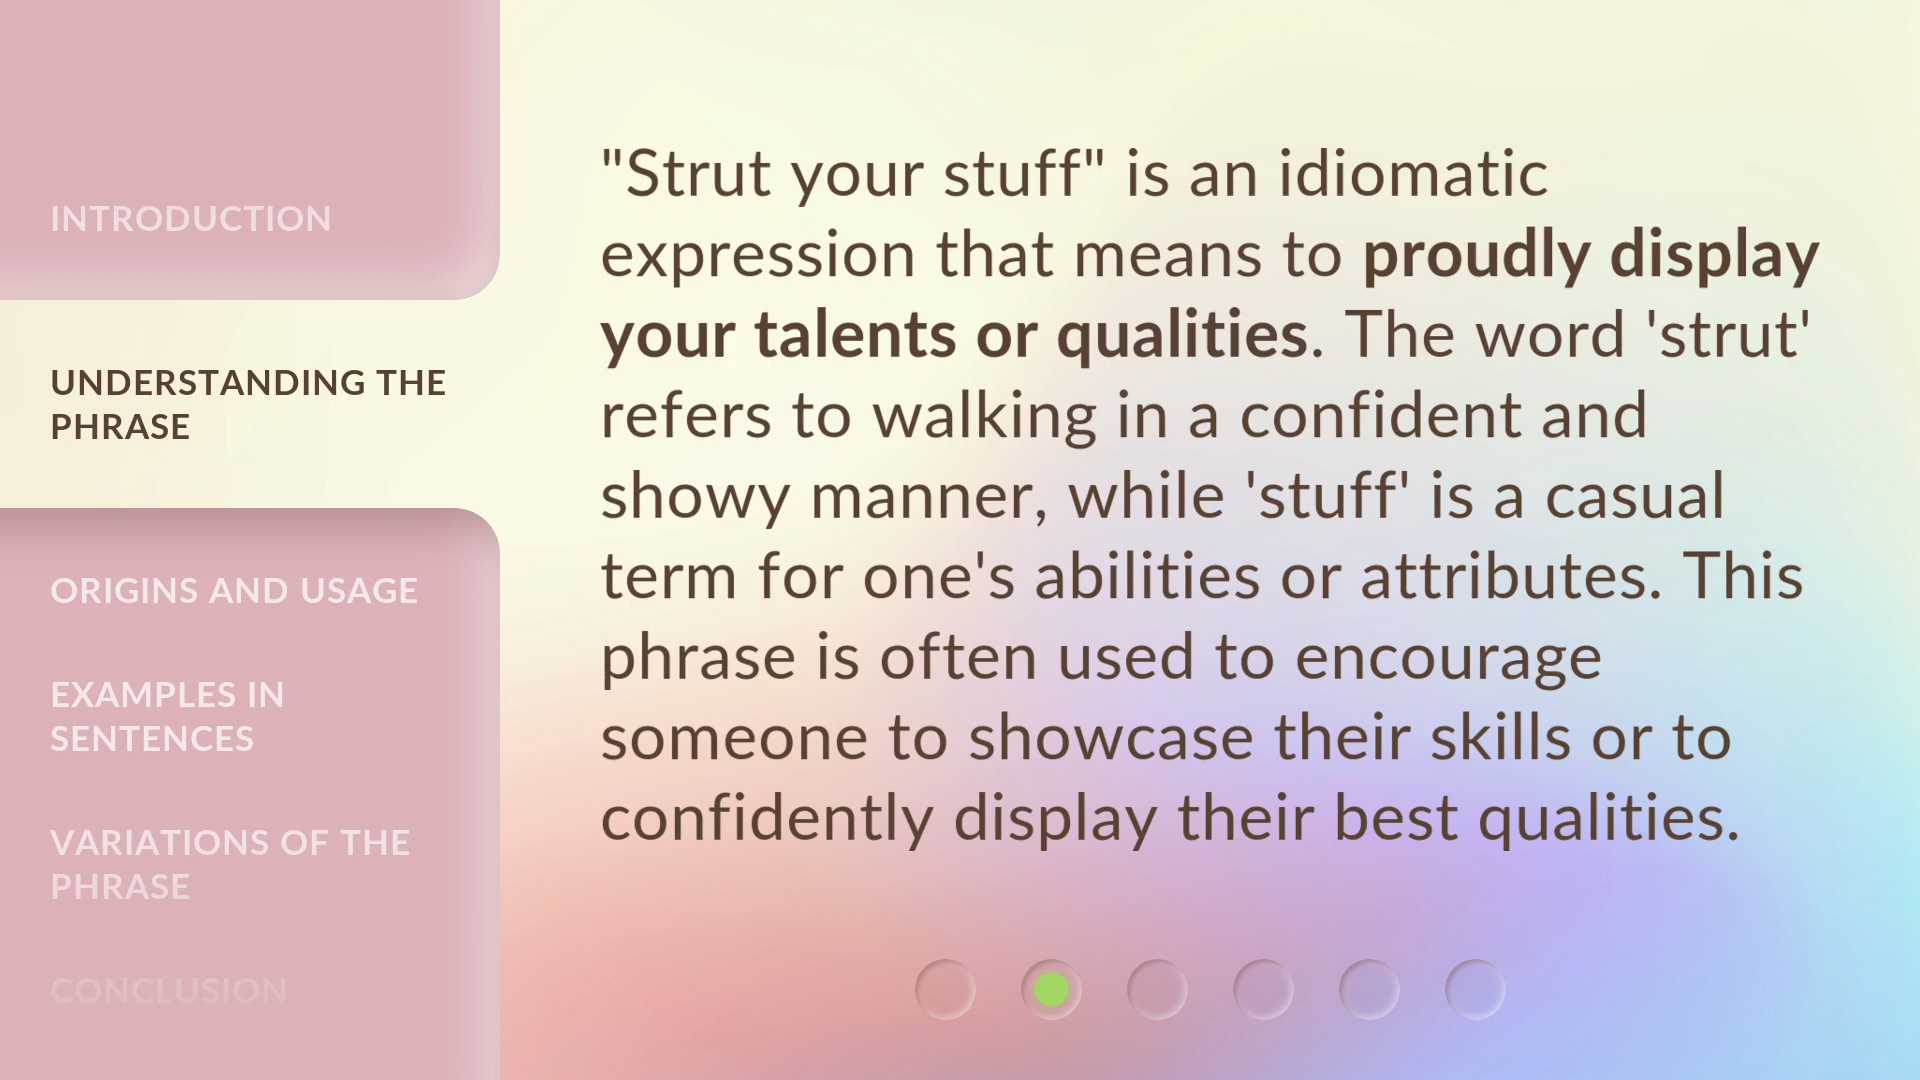 INTRODUCTION
UNDERSTANDING THE
PHRASE
ORIGINS AND USAGE
EXAMPLES IN
SENTENCES
VARIATIONS OF THE
PHRASE
CONCLUSION
"Strut your stuff" is an idiomatic
expression that means to proudly display
your talents or qualities. The word 'strut'
refers to walking in a confident and
showy manner, while 'stuff' is a casual
term for one's abilities or attributes. This
phrase is often used to encourage
someone to showcase their skills or to
confidently display their best qualities.